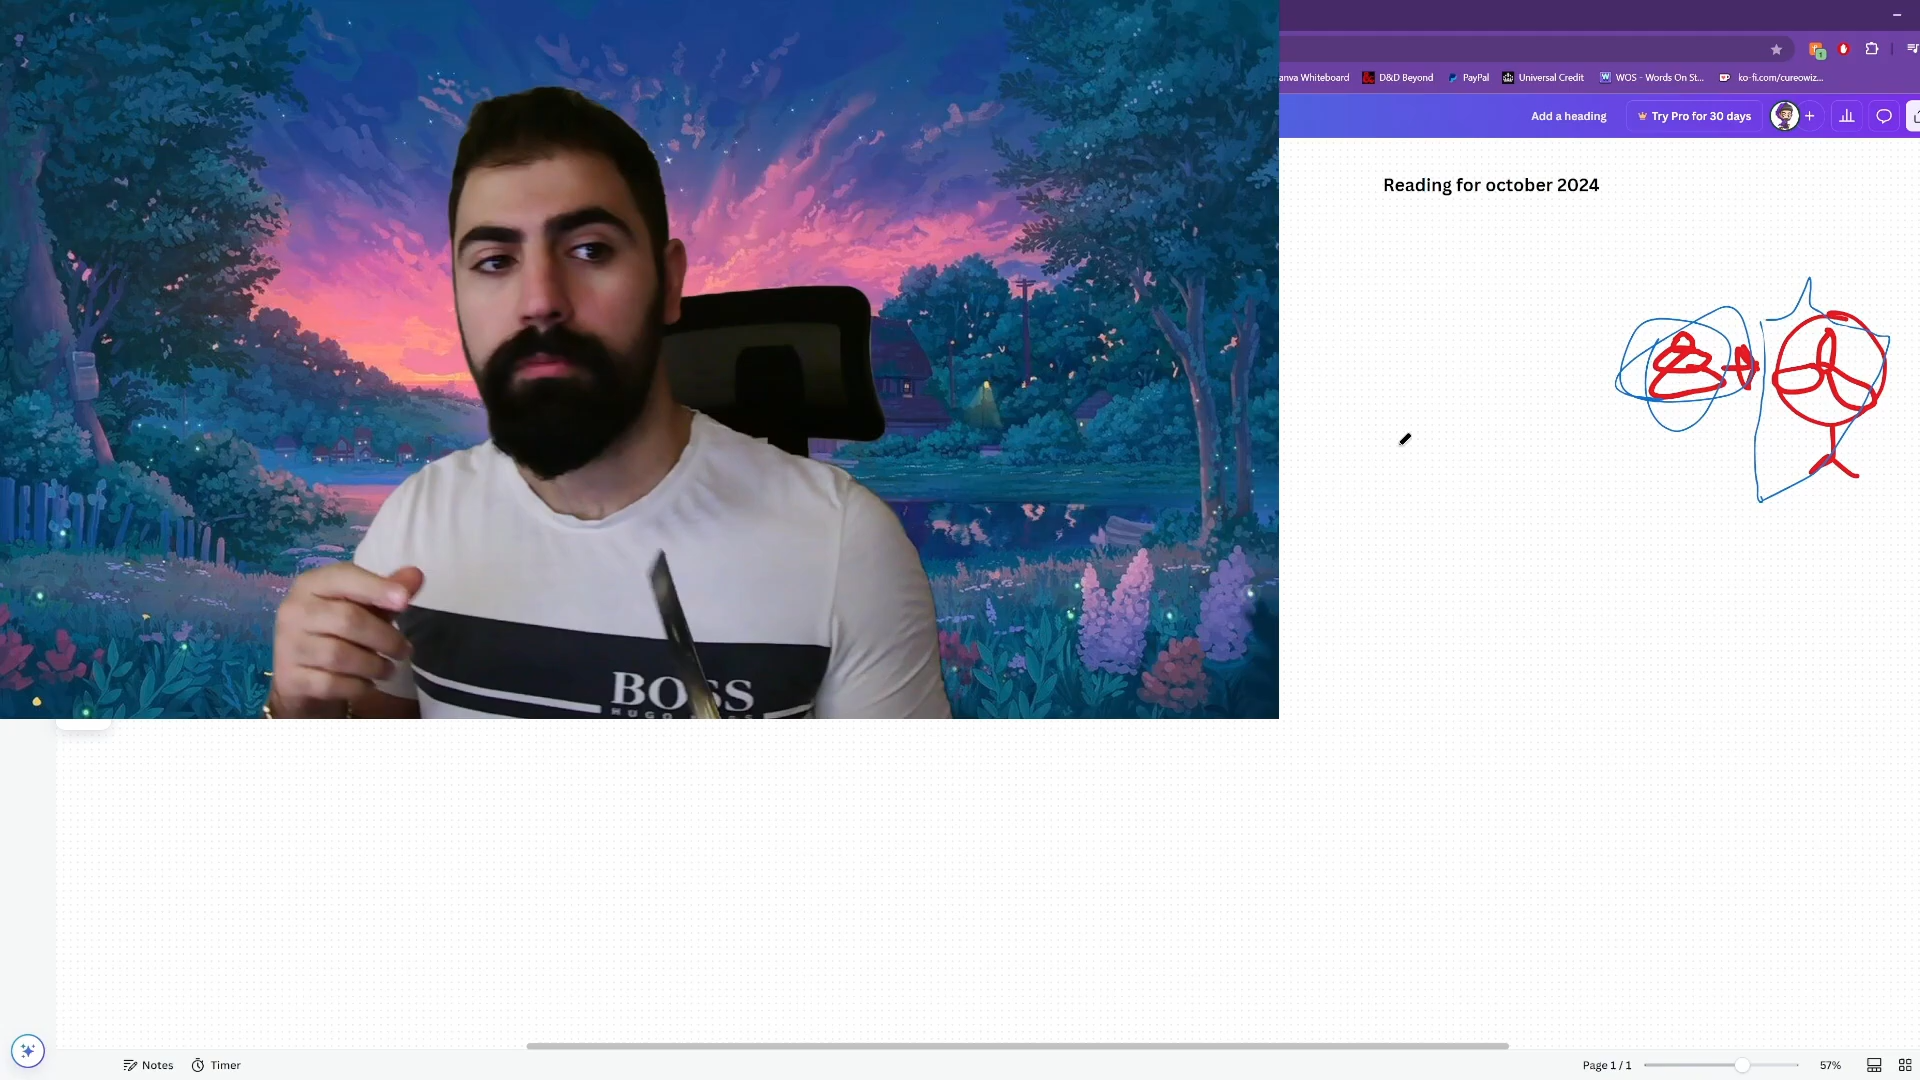 anva Whiteboard
D&D Beyond
PayPal
Universal Credit
WOS - Words On St...
ko-fi.com/cureowiz...
Add a heading
Try Pro for 30 days
Reading for october 2024
BOSS
Notes
Timer
Page 1 / 1
57%